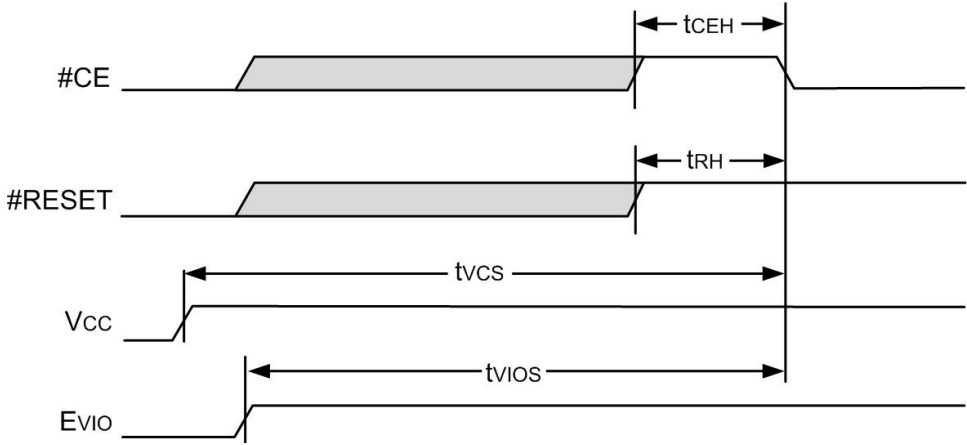 tCEH
#CE
tRH
#RESET
tVCS
VCC
tVIOS
EVIO